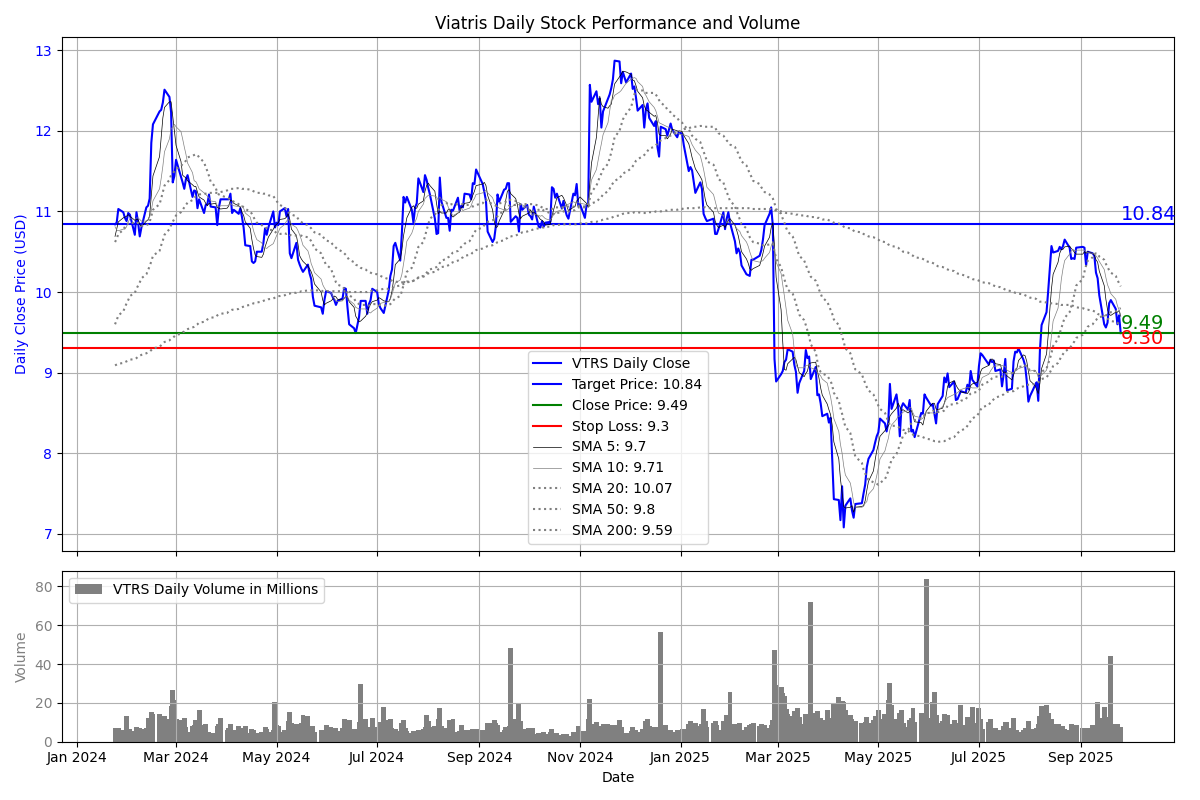 Viatris Daily Stock Performance and Volume
Daily Close Price (USD)
13
12
11
10
9
8
7
10.84
9.49
9.30
VTRS Daily Close
Target Price: 10.84
Close Price: 9.49
Stop Loss: 9.3
SMA 5: 9.7
SMA 10: 9.71
SMA 20: 10.07
SMA 50: 9.8
SMA 200: 9.59
Volume
80
60
40
20
0
VTRS Daily Volume in Millions
Jan 2024 Mar 2024 May 2024 Jul 2024 Sep 2024 Nov 2024 Jan 2025 Mar 2025 May 2025 Jul 2025 Sep 2025
Date